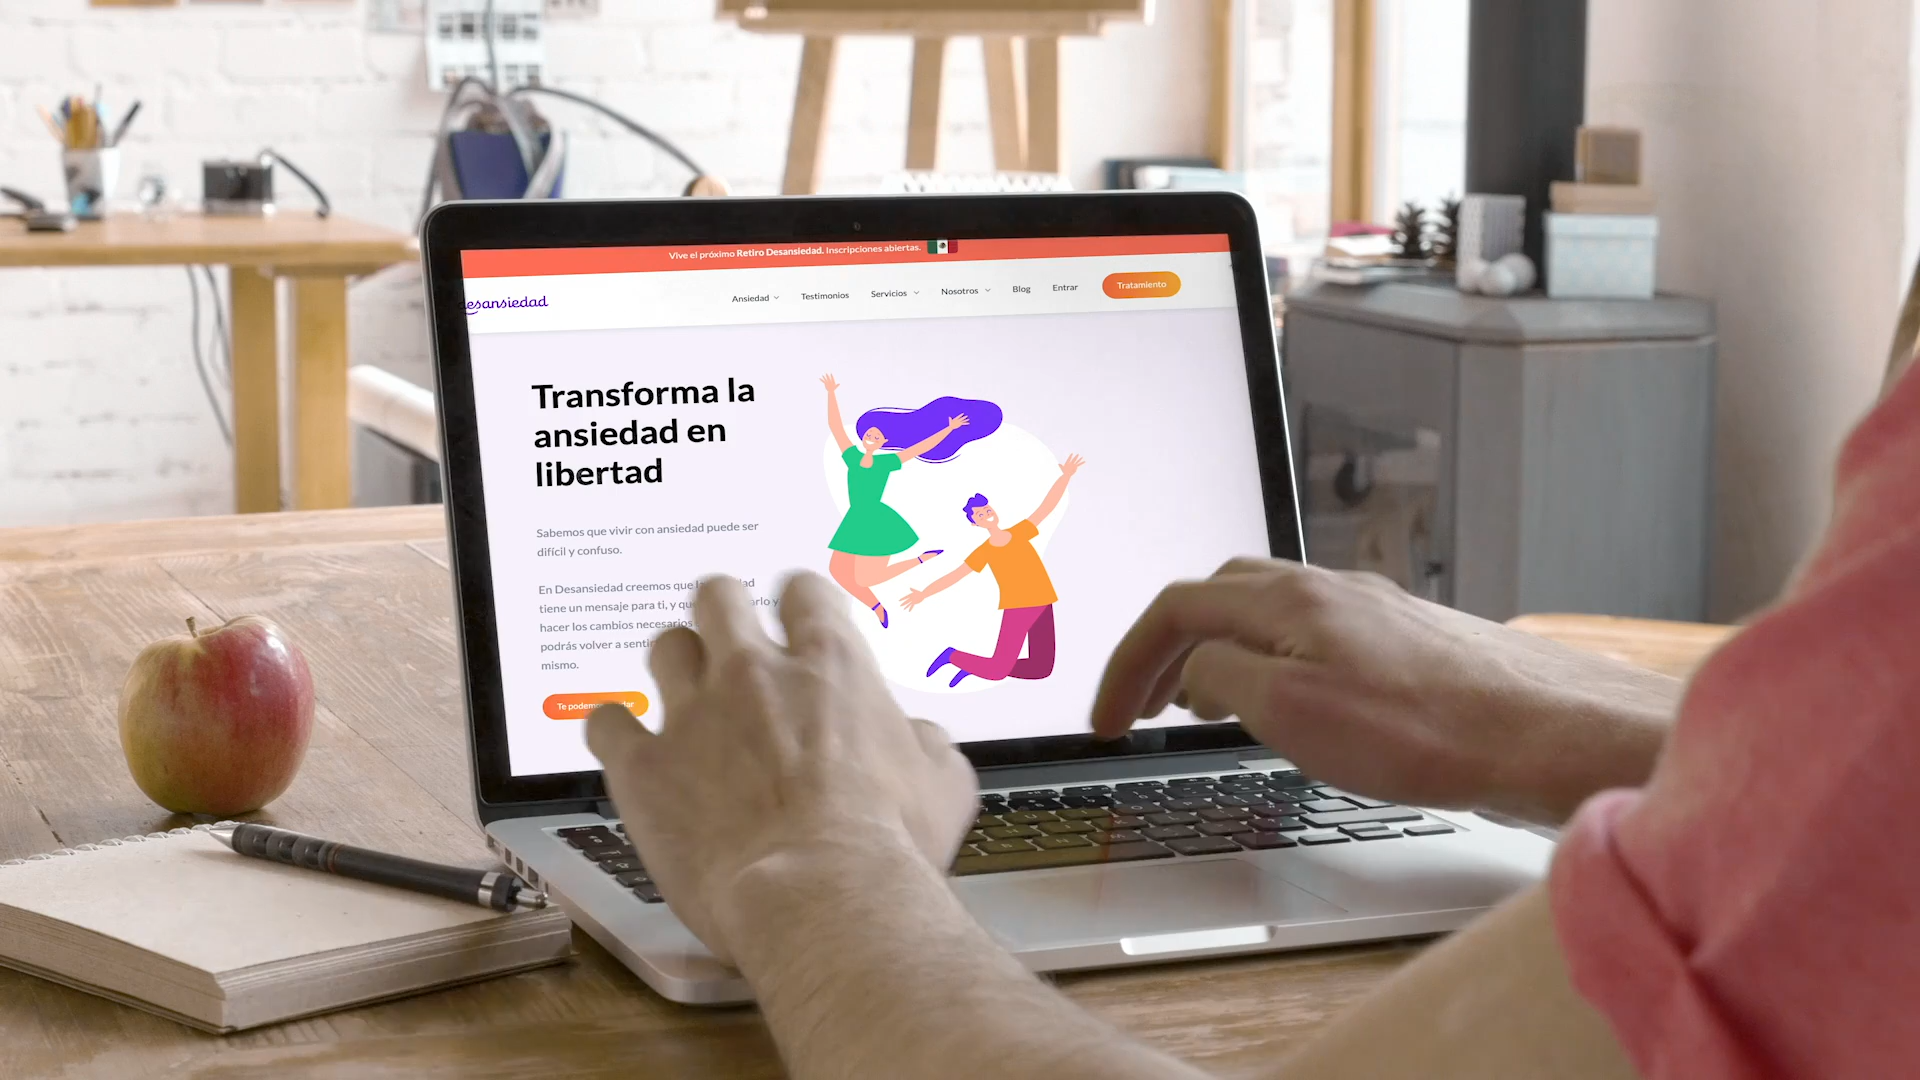 Vive el próximo Retiro Desansiedad. Inscripciones abiertas.
desansiedad
Ansiedad Testimonios Servicios Nosotros Blog Entrar Tratamiento
Transforma la
ansiedad en
libertad
Sabemos que vivir con ansiedad puede ser
difícil y confuso.
En Desansiedad creemos que
tiene un mensaje para ti, y
hacer los cambios necesarios
podrás volver a
mismo.
Te